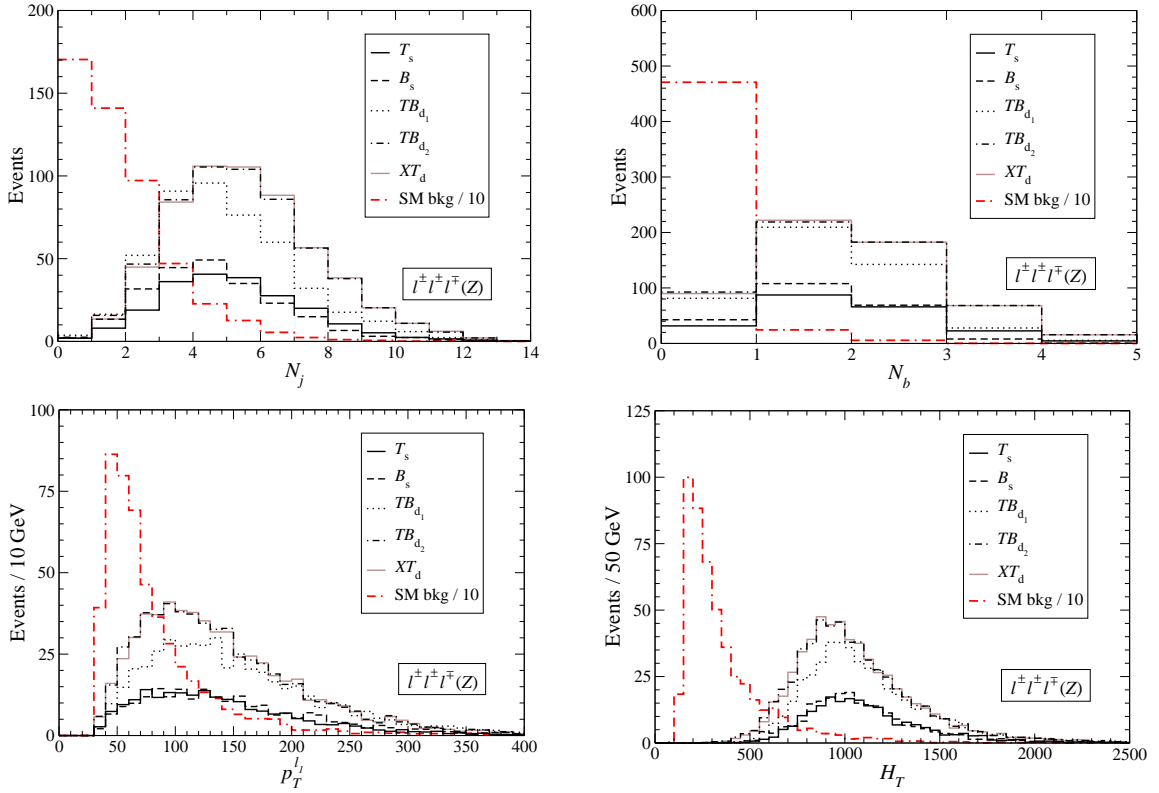 200
150
100
50
0
Events
0 2 4 6 8 10 12 14
N_j
T_s
B_s
TB_{d_1}
TB_{d_2}
XT_d
SM bkg / 10
l^± l^± l^∓ (Z)
600
500
400
300
200
100
0
Events
0 1 2 3 4 5
N_b
T_s
B_s
TB_{d_1}
TB_{d_2}
XT_d
SM bkg / 10
l^± l^± l^∓ (Z)
100
75
50
25
0
Events / 10 GeV
0 50 100 150 200 250 300 350 400
p_T^{l_1}
T_s
B_s
TB_{d_1}
TB_{d_2}
XT_d
SM bkg / 10
l^± l^± l^∓ (Z)
125
100
75
50
25
0
Events / 50 GeV
0 500 1000 1500 2000 2500
H_T
T_s
B_s
TB_{d_1}
TB_{d_2}
XT_d
SM bkg / 10
l^± l^± l^∓ (Z)